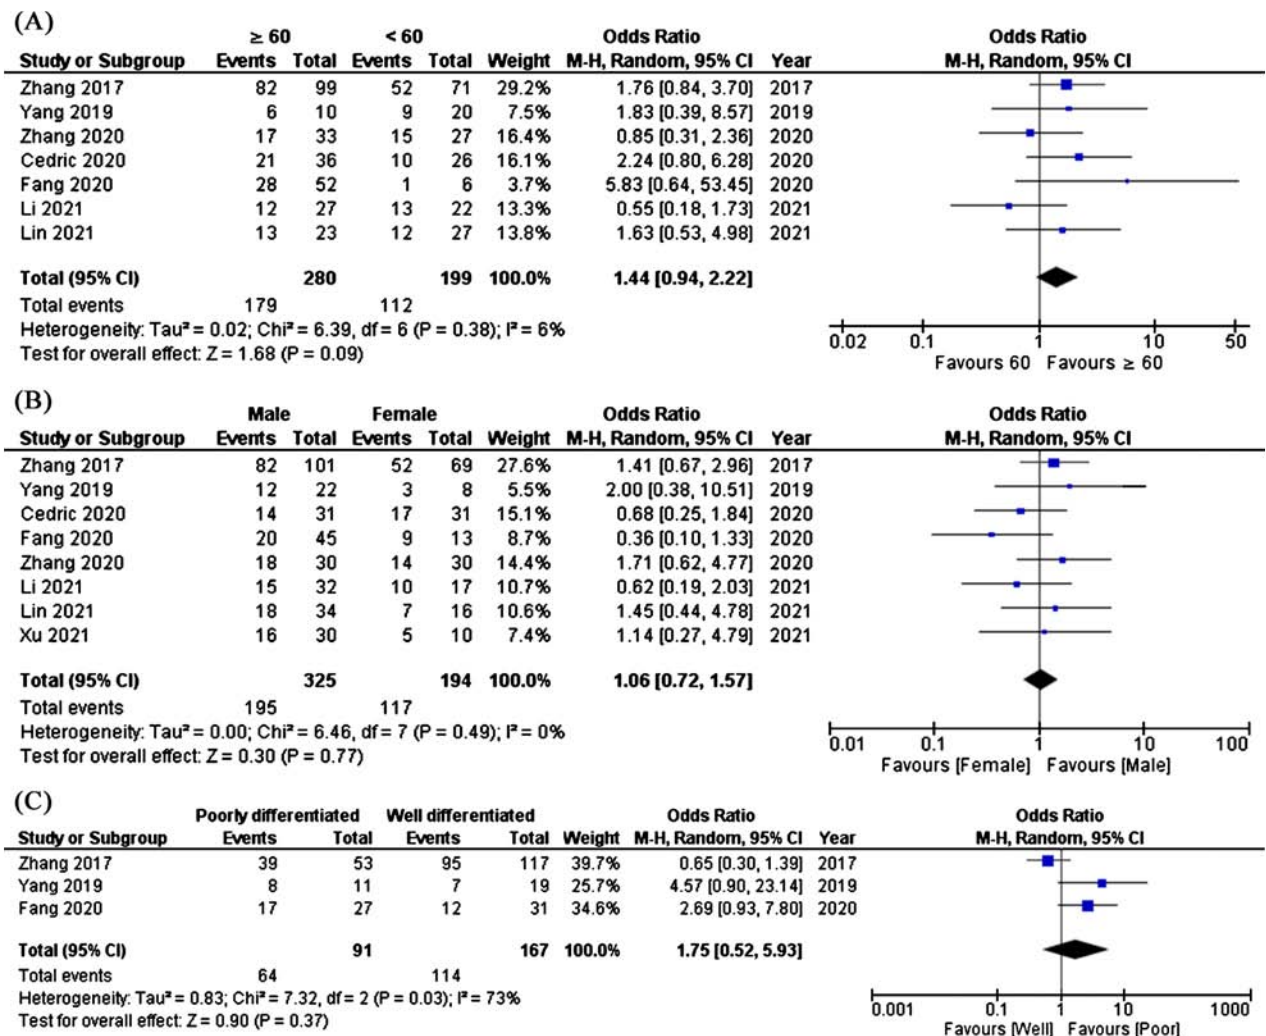 (A)
≥ 60 < 60 Odds Ratio Odds Ratio
Study or Subgroup Events Total Events Total Weight M-H, Random, 95% CI Year M-H, Random, 95% CI
Zhang 2017 82 99 52 71 29.2% 1.76 [0.84, 3.70] 2017
Yang 2019 6 10 9 20 7.5% 1.83 [0.39, 8.57] 2019
Zhang 2020 17 33 15 27 16.4% 0.85 [0.31, 2.36] 2020
Cedric 2020 21 36 10 26 16.1% 2.24 [0.80, 6.28] 2020
Fang 2020 28 52 1 6 3.7% 5.83 [0.64, 53.45] 2020
Li 2021 12 27 13 22 13.3% 0.55 [0.18, 1.73] 2021
Lin 2021 13 23 12 27 13.8% 1.63 [0.53, 4.98] 2021
Total (95% CI) 280 199 100.0% 1.44 [0.94, 2.22]
Total events 179 112
Heterogeneity: Tau² = 0.02; Chi² = 6.39, df = 6 (P = 0.38); I² = 6%
Test for overall effect: Z = 1.68 (P = 0.09)
0.02 0.1 1 10 50
Favours 60 Favours ≥ 60
(B)
Male Female Odds Ratio Odds Ratio
Study or Subgroup Events Total Events Total Weight M-H, Random, 95% CI Year M-H, Random, 95% CI
Zhang 2017 82 101 52 69 27.6% 1.41 [0.67, 2.96] 2017
Yang 2019 12 22 3 8 5.5% 2.00 [0.38, 10.51] 2019
Cedric 2020 14 31 17 31 15.1% 0.68 [0.25, 1.84] 2020
Fang 2020 20 45 9 13 8.7% 0.36 [0.10, 1.33] 2020
Zhang 2020 18 30 14 30 14.4% 1.71 [0.62, 4.77] 2020
Li 2021 15 32 10 17 10.7% 0.62 [0.19, 2.03] 2021
Lin 2021 18 34 7 16 10.6% 1.45 [0.44, 4.78] 2021
Xu 2021 16 30 5 10 7.4% 1.14 [0.27, 4.79] 2021
Total (95% CI) 325 194 100.0% 1.06 [0.72, 1.57]
Total events 195 117
Heterogeneity: Tau² = 0.00; Chi² = 6.46, df = 7 (P = 0.49); I² = 0%
Test for overall effect: Z = 0.30 (P = 0.77)
0.01 0.1 1 10 100
Favours [Female] Favours [Male]
(C)
Poorly differentiated Well differentiated Odds Ratio Odds Ratio
Study or Subgroup Events Total Events Total Weight M-H, Random, 95% CI Year M-H, Random, 95% CI
Zhang 2017 39 53 95 117 39.7% 0.65 [0.30, 1.39] 2017
Yang 2019 8 11 7 19 25.7% 4.57 [0.90, 23.14] 2019
Fang 2020 17 27 12 31 34.6% 2.69 [0.93, 7.80] 2020
Total (95% CI) 91 167 100.0% 1.75 [0.52, 5.93]
Total events 64 114
Heterogeneity: Tau² = 0.83; Chi² = 7.32, df = 2 (P = 0.03); I² = 73%
Test for overall effect: Z = 0.90 (P = 0.37)
0.001 0.1 1 10 1000
Favours [Well] Favours [Poor]